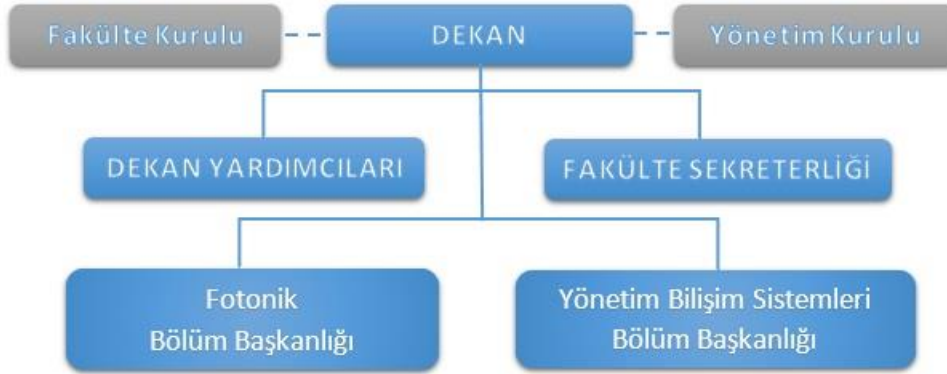 Fakülte Kurulu
DEKAN
Yönetim Kurulu
DEKAN YARDIMCILARI
FAKÜLTE SEKRETERLİĞİ
Fotonik
Bölüm Başkanlığı
Yönetim Bilişim Sistemleri
Bölüm Başkanlığı